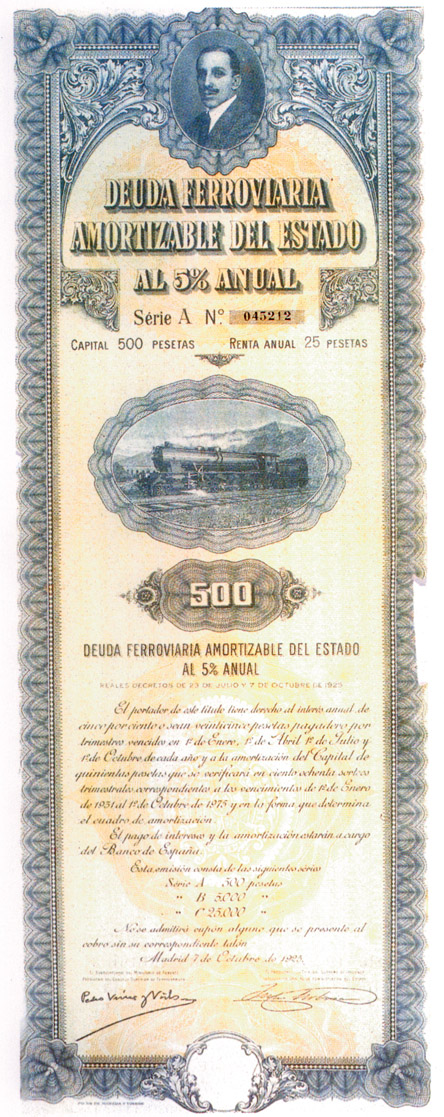 DEUDA FERROVIARIA
AMORTIZABLE DEL ESTADO
AL 5% ANUAL
Série A Nº 045212
CAPITAL 500 PESETAS RENTA ANUAL 25 PESETAS
500
DEUDA FERROVIARIA AMORTIZABLE DEL ESTADO
AL 5% ANUAL
REALES DECRETOS DE 23 DE JULIO Y 7 DE OCTUBRE DE 1925
El portador de este título tiene derecho al interés anual de
cinco por ciento o sean veinticinco pesetas pagadero por
trimestres vencidos en 1º de Enero, 1º de Abril 1º de Julio y
1º de Octubre de cada año y a la amortización del Capital de
quinientas pesetas que se verificará en ciento ochenta sorteos
trimestrales correspondientes a los vencimientos de 1º de Enero
de 1931 al 1º de Octubre de 1975 y en la forma que determina
el cuadro de amortización.
El pago de intereses y la amortización estarán a cargo
del Banco de España.
Esta emisión consta de las siguientes séries
Série A 500 pesetas
" B 5.000 "
" C 25.000 "
No se admitirá cupón alguno que se presente al
cobro sin su correspondiente talón
Madrid 7 de Octubre de 1925